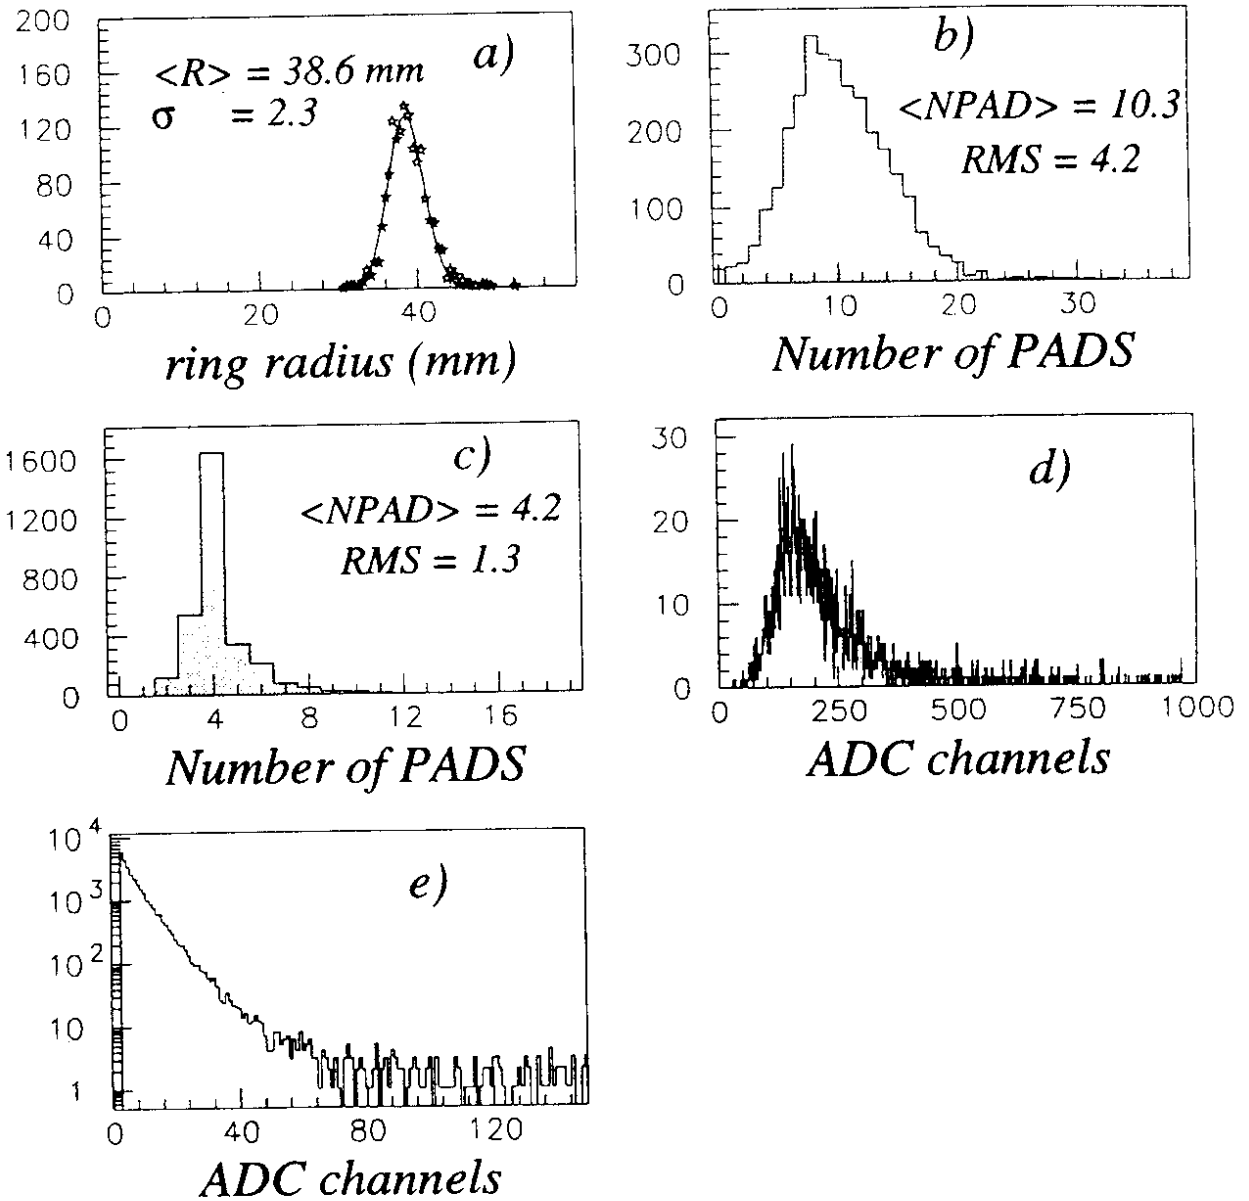 a)
<R> = 38.6 mm
σ = 2.3
200
160
120
80
40
0
0 20 40
ring radius (mm)
b)
<NPAD> = 10.3
RMS = 4.2
300
200
100
0
0 10 20 30
Number of PADS
c)
<NPAD> = 4.2
RMS = 1.3
1600
1200
800
400
0
0 4 8 12 16
Number of PADS
d)
30
20
10
0
0 250 500 750 1000
ADC channels
e)
10⁴
10³
10²
10
1
0 40 80 120
ADC channels